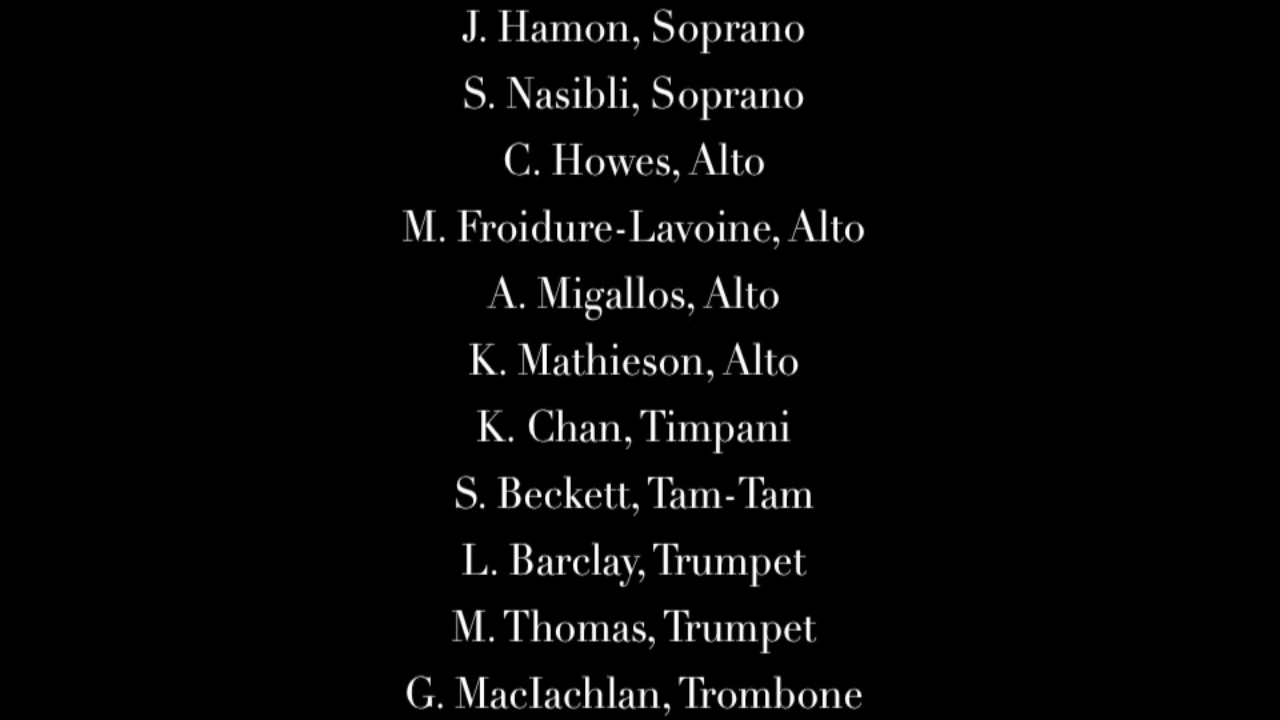 J. Hamon, Soprano
S. Nasibli, Soprano
C. Howes, Alto
M. Froidure-Lavoine, Alto
A. Migallos, Alto
K. Mathieson, Alto
K. Chan, Timpani
S. Beckett, Tam-Tam
L. Barclay, Trumpet
M. Thomas, Trumpet
G. MacIachlan, Trombone